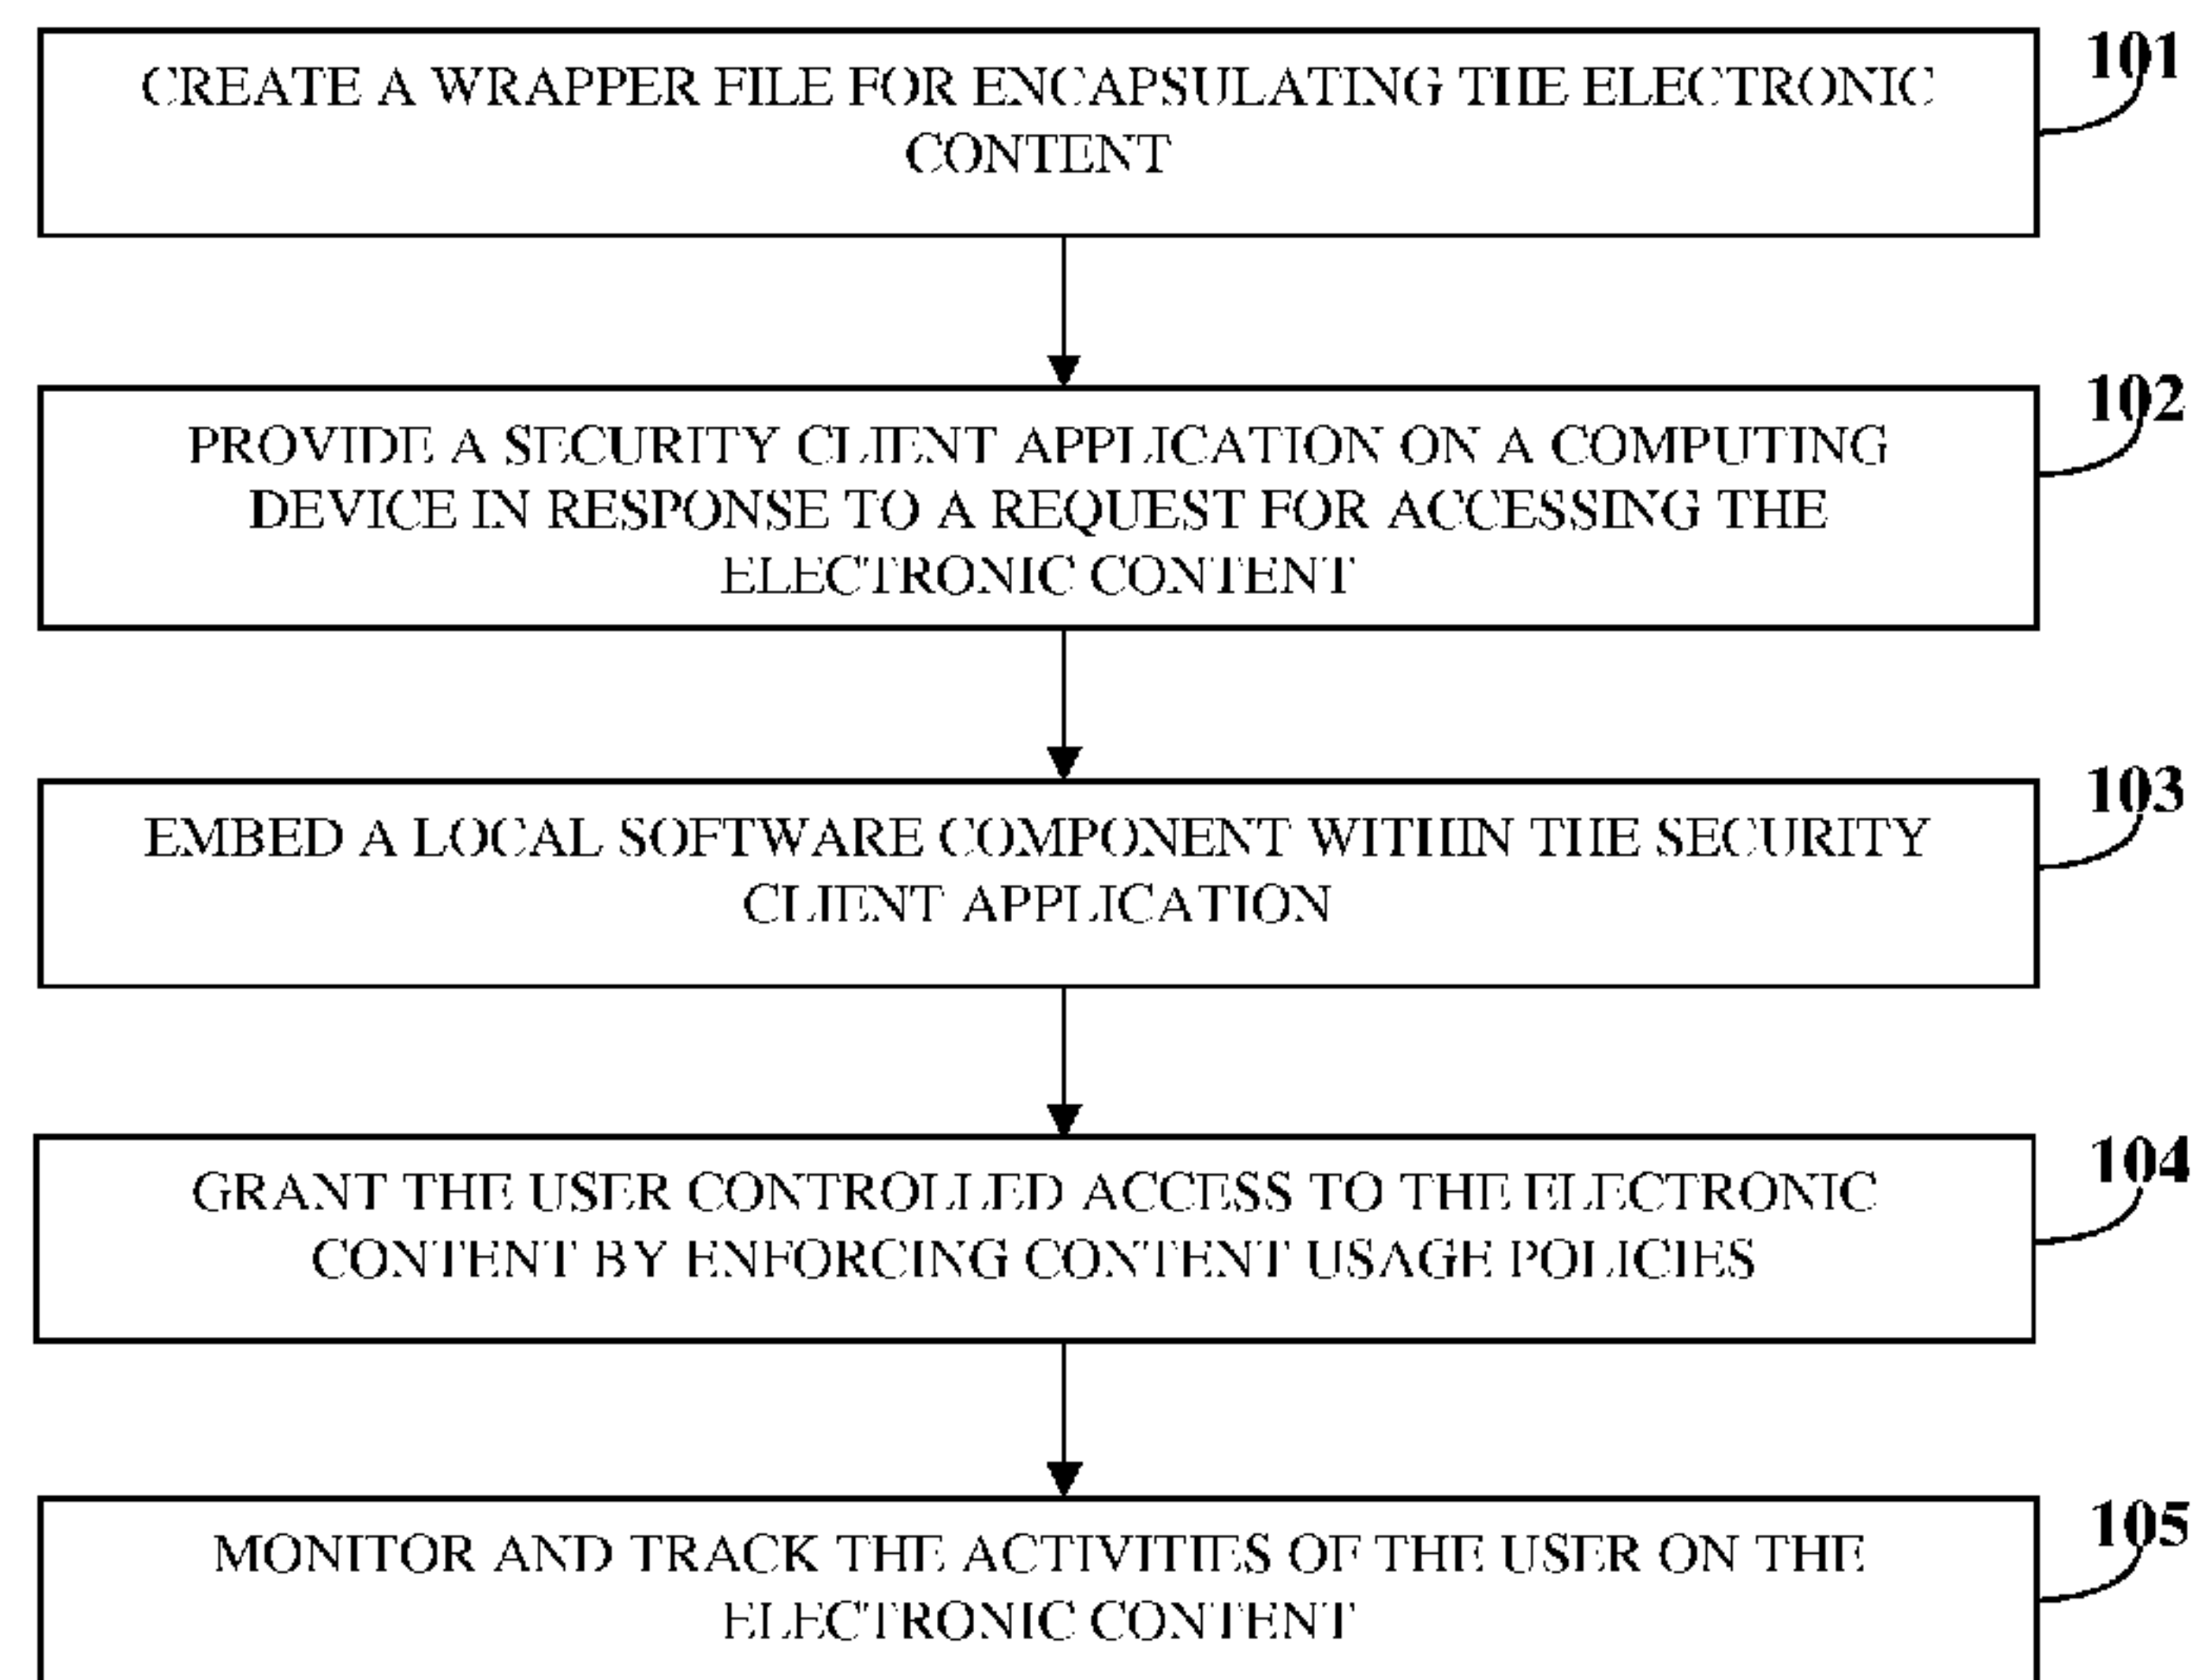 CREATE A WRAPPER FILE FOR ENCAPSULATING THE ELECTRONIC
CONTENT
101
PROVIDE A SECURITY CLIENT APPLICATION ON A COMPUTING
DEVICE IN RESPONSE TO A REQUEST FOR ACCESSING THE
ELECTRONIC CONTENT
102
EMBED A LOCAL SOFTWARE COMPONENT WITHIN THE SECURITY
CLIENT APPLICATION
103
GRANT THE USER CONTROLLED ACCESS TO THE ELECTRONIC
CONTENT BY ENFORCING CONTENT USAGE POLICIES
104
MONITOR AND TRACK THE ACTIVITIES OF THE USER ON THE
ELECTRONIC CONTENT
105